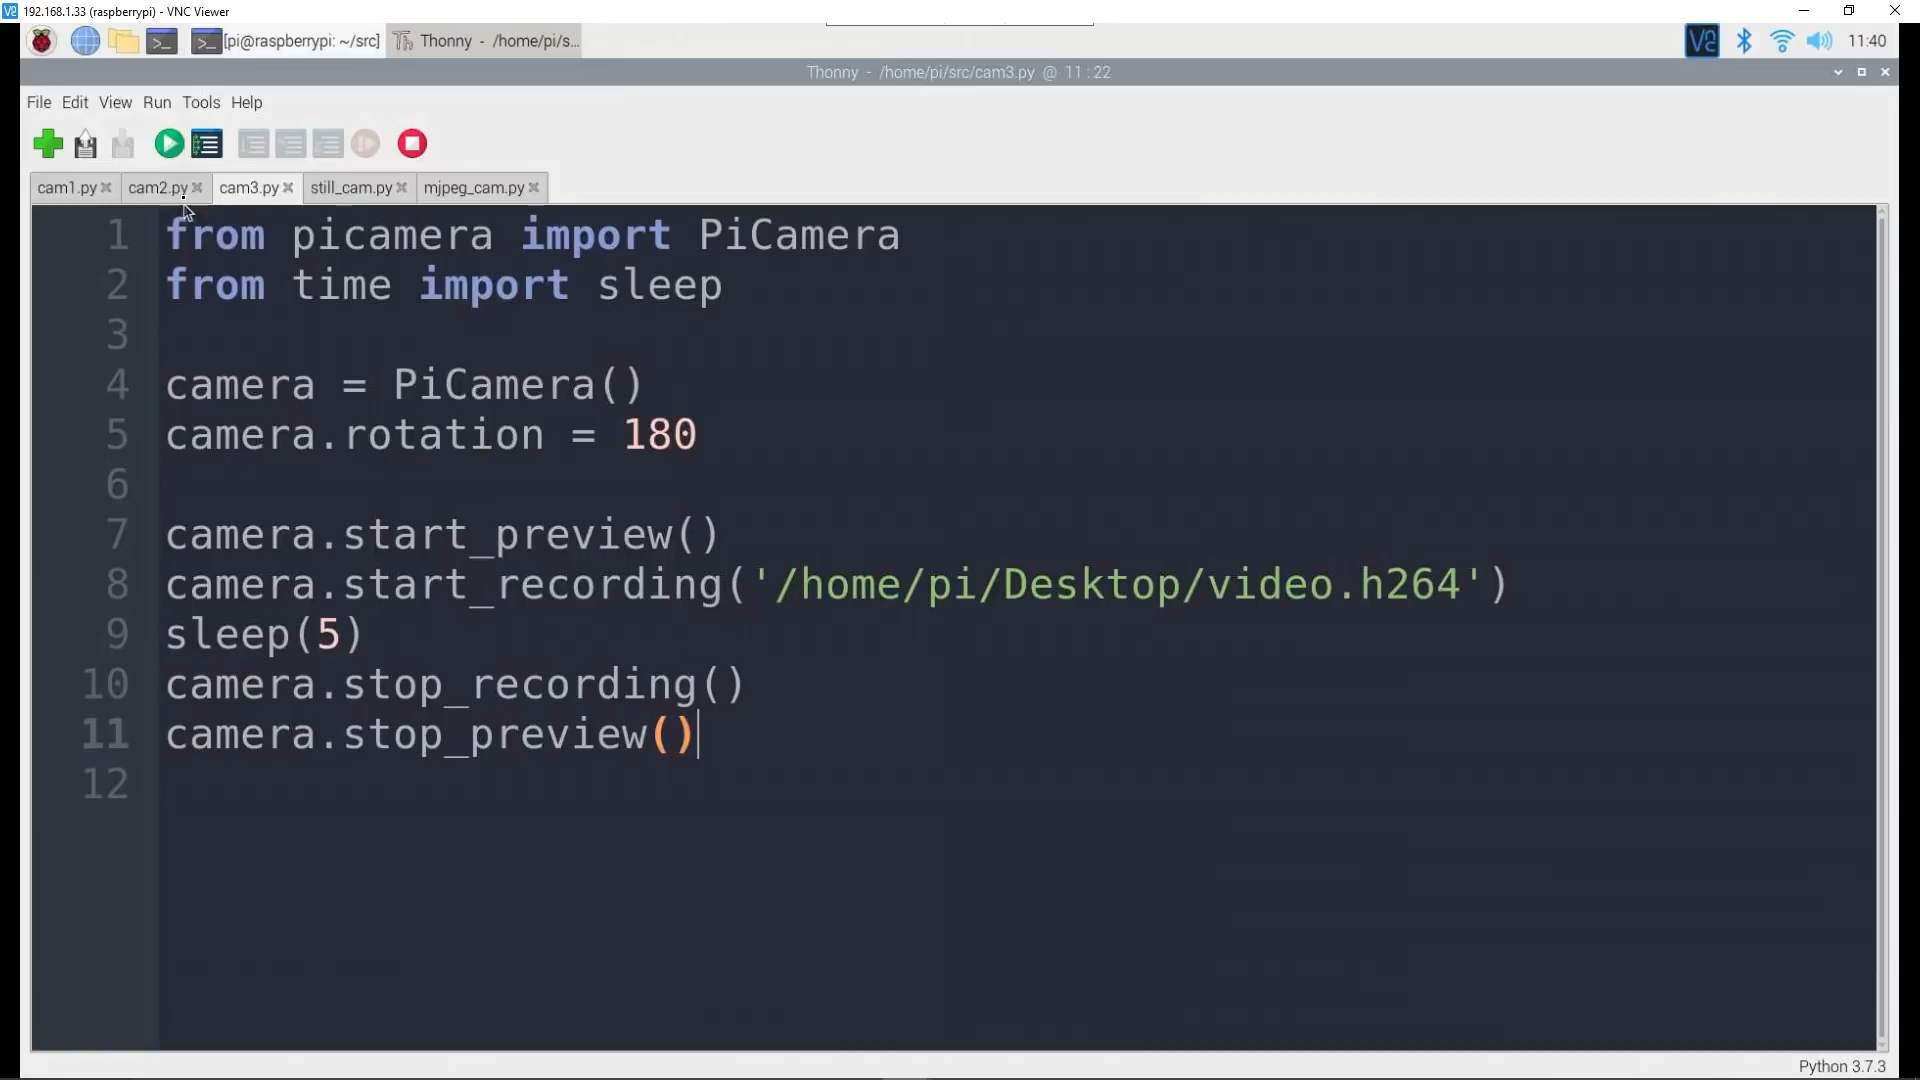 192.168.1.33 (raspberrypi) - VNC Viewer
[pi@raspberrypi: ~/src] Thonny - /home/pi/s... 11:40
Thonny - /home/pi/src/cam3.py @ 11 : 22
File Edit View Run Tools Help
cam1.py cam2.py cam3.py still_cam.py mjpeg_cam.py
1 from picamera import PiCamera
2 from time import sleep
3
4 camera = PiCamera()
5 camera.rotation = 180
6
7 camera.start_preview()
8 camera.start_recording('/home/pi/Desktop/video.h264')
9 sleep(5)
10 camera.stop_recording()
11 camera.stop_preview()
12
Python 3.7.3